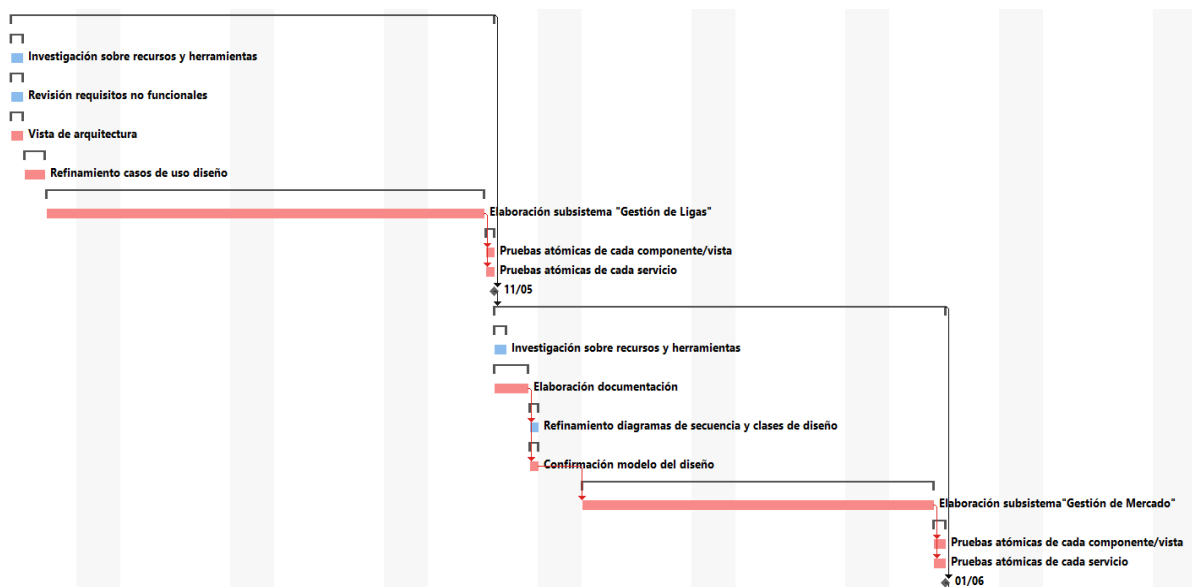 Investigación sobre recursos y herramientas
Revisión requisitos no funcionales
Vista de arquitectura
Refinamiento casos de uso diseño
Elaboración subsistema "Gestión de Ligas"
Pruebas atómicas de cada componente/vista
Pruebas atómicas de cada servicio
11/05
Investigación sobre recursos y herramientas
Elaboración documentación
Refinamiento diagramas de secuencia y clases de diseño
Confirmación modelo del diseño
Elaboración subsistema"Gestión de Mercado"
Pruebas atómicas de cada componente/vista
Pruebas atómicas de cada servicio
01/06